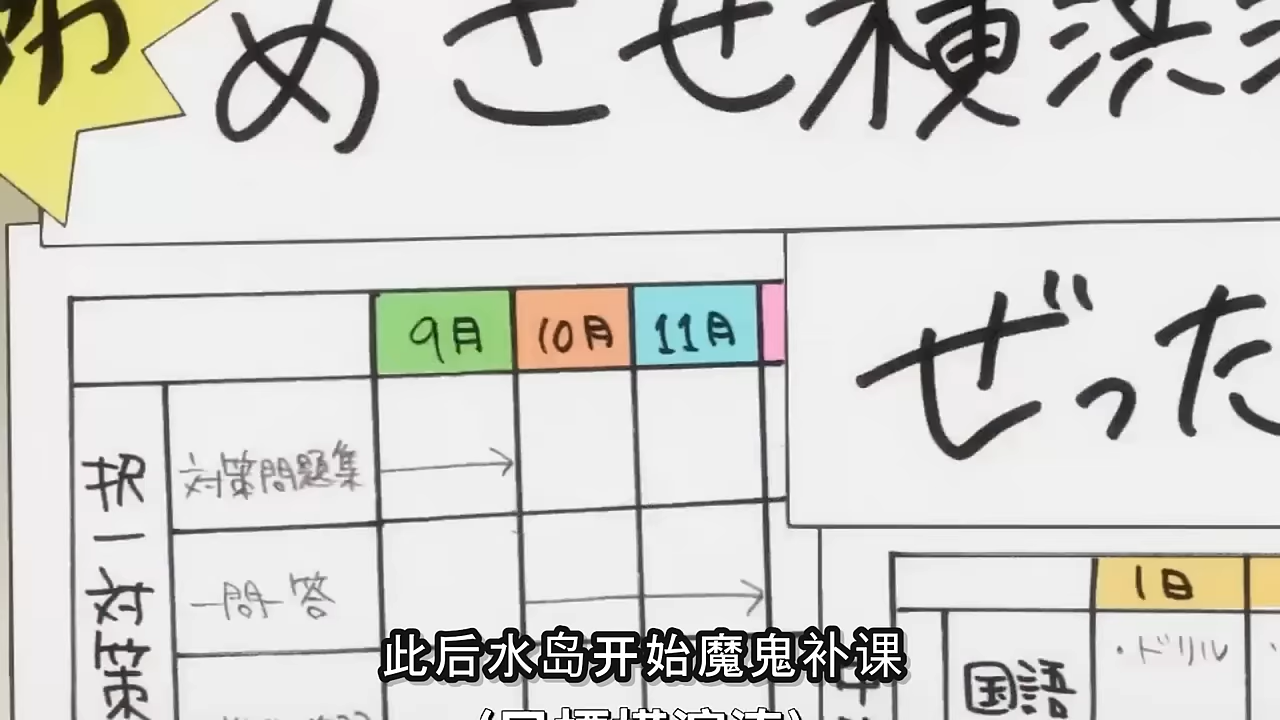 めさせ横浜
9月 10月 11月
ぜった
択一対策
対策問題集
一問一答
1日
国語
・ドリル
此后水岛开始魔鬼补课